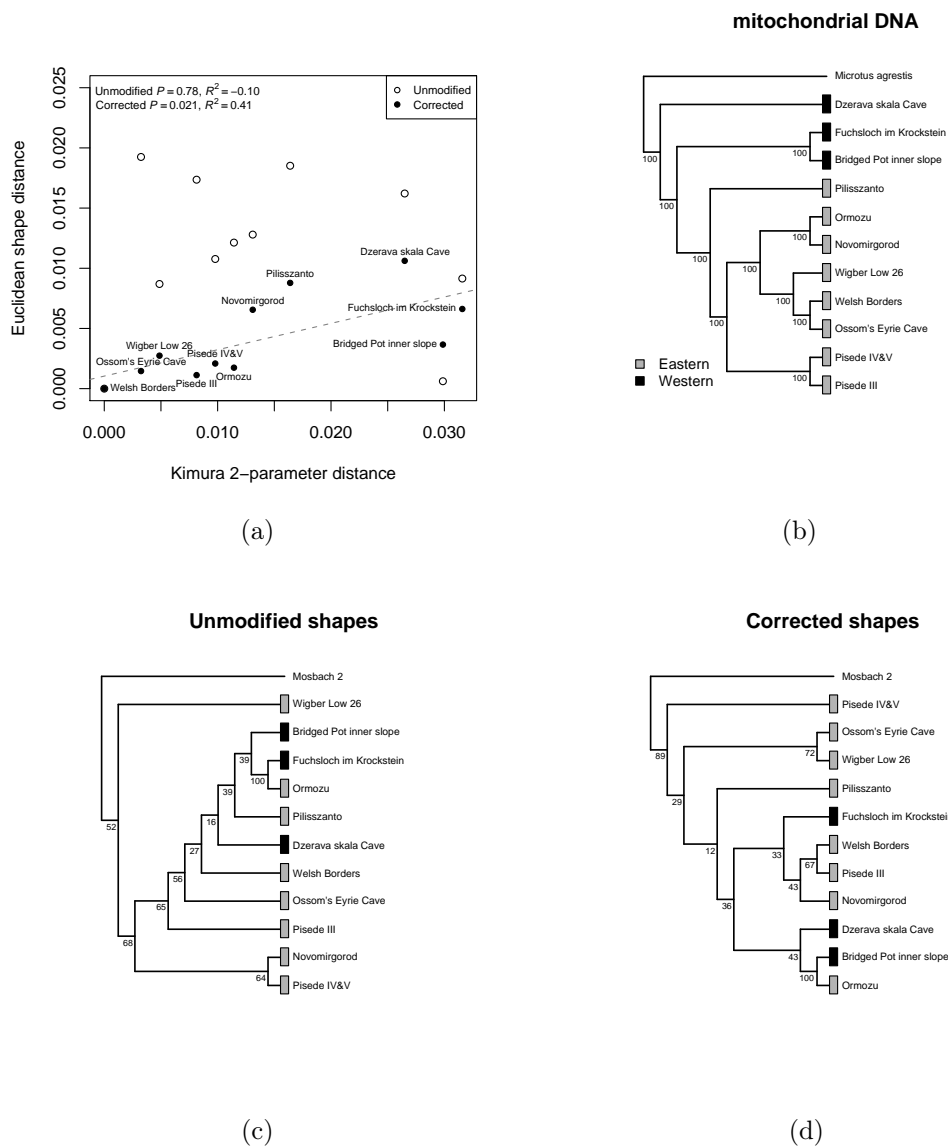 mitochondrial DNA
Unmodified P = 0.78, R² = −0.10
Corrected P = 0.021, R² = 0.41
Unmodified
Corrected
Euclidean shape distance
0.000
0.005
0.010
0.015
0.020
0.025
Dzerava skala Cave
Pilisszanto
Novomirgorod
Fuchsloch im Krockstein
Bridged Pot inner slope
Wigber Low 26
Pisede IV&V
Ossom's Eyrie Cave
Pisede III
Ormozu
Welsh Borders
0.000
0.010
0.020
0.030
Kimura 2−parameter distance
(a)
Microtus agrestis
Dzerava skala Cave
Fuchsloch im Krockstein
Bridged Pot inner slope
Pilisszanto
Ormozu
Novomirgorod
Wigber Low 26
Welsh Borders
Ossom's Eyrie Cave
Pisede IV&V
Pisede III
100
100
100
100
100
100
100
100
100
100
Eastern
Western
(b)
Unmodified shapes
Mosbach 2
Wigber Low 26
Bridged Pot inner slope
Fuchsloch im Krockstein
Ormozu
Pilisszanto
Dzerava skala Cave
Welsh Borders
Ossom's Eyrie Cave
Pisede III
Novomirgorod
Pisede IV&V
39
100
39
16
52
27
56
65
68
64
(c)
Corrected shapes
Mosbach 2
Pisede IV&V
Ossom's Eyrie Cave
Wigber Low 26
Pilisszanto
Fuchsloch im Krockstei
Welsh Borders
Pisede III
Novomirgorod
Dzerava skala Cave
Bridged Pot inner slope
Ormozu
89
72
29
12
33
67
43
36
43
100
(d)